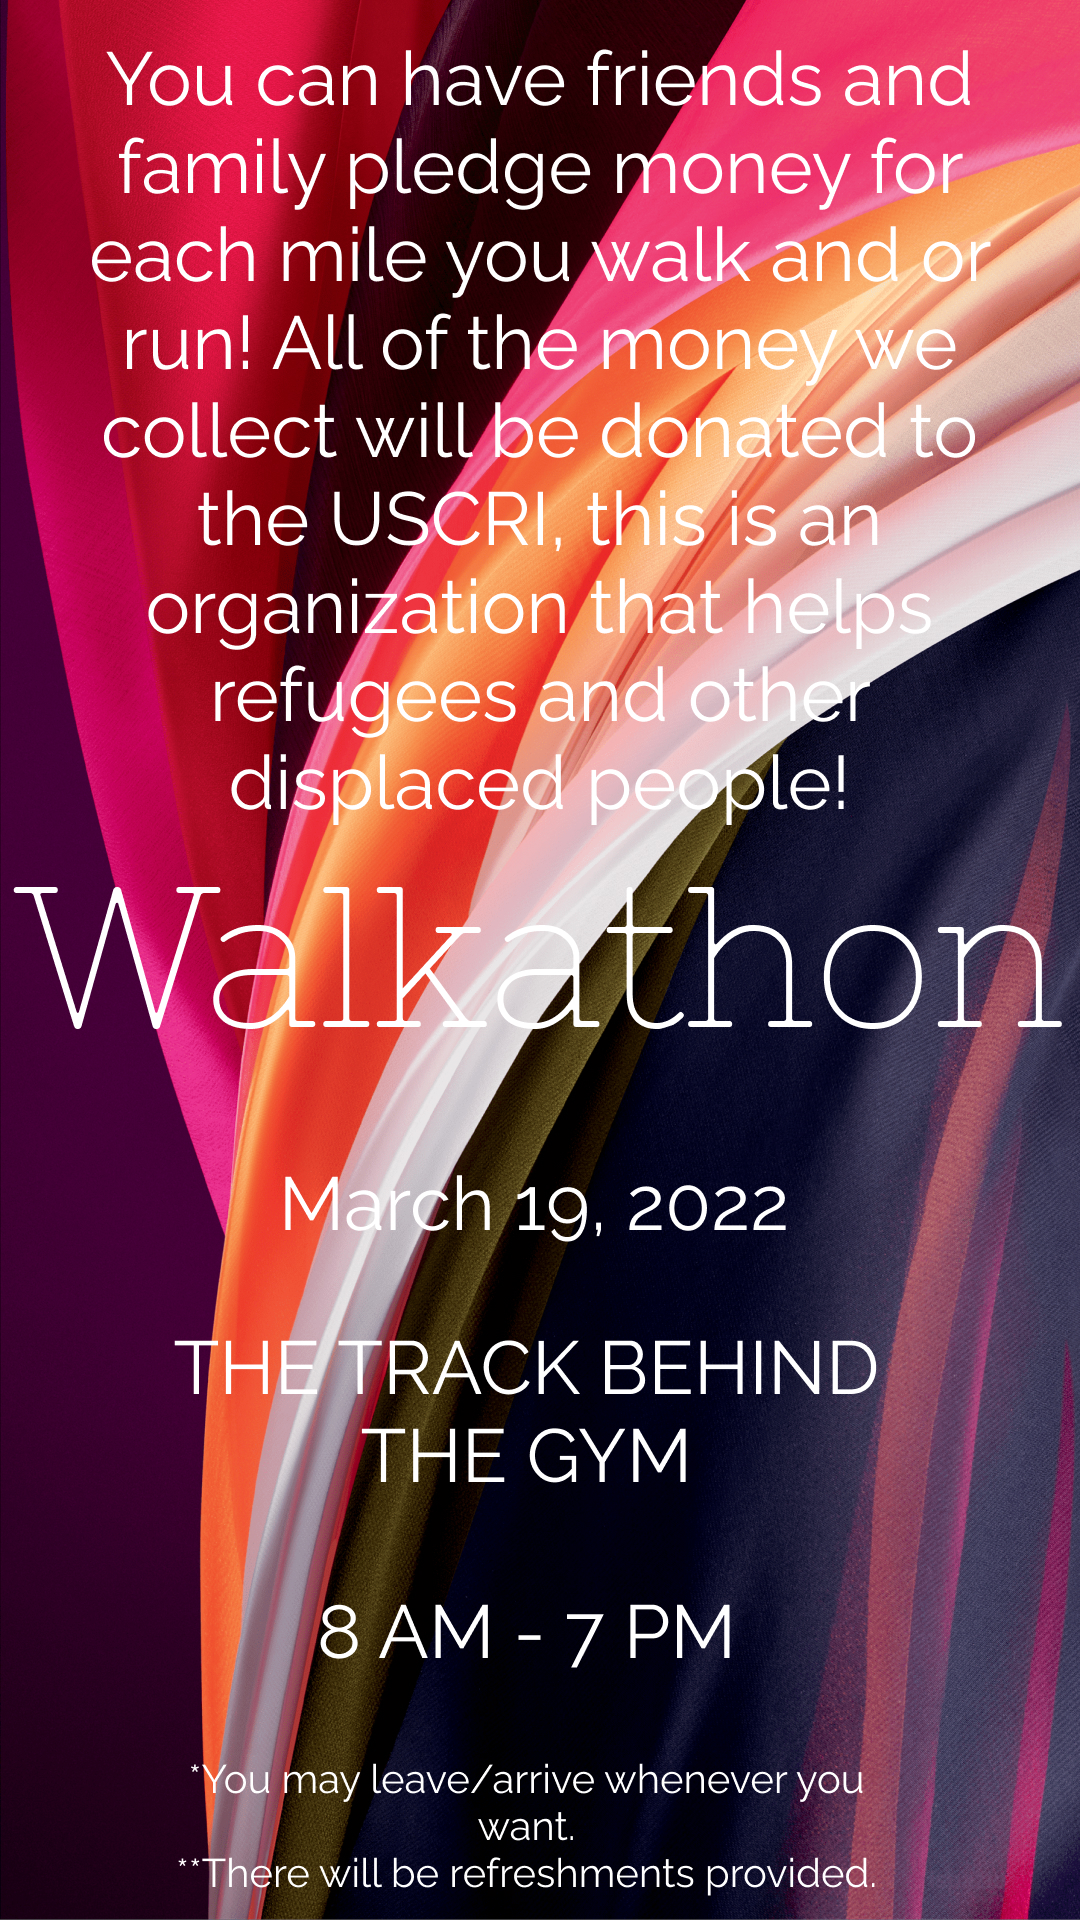 You can have friends and
family pledge money for
each mile you walk and or
run! All of the money we
collect will be donated to
the USCRI, this is an
organization that helps
refugees and other
displaced people!
Walkathon
March 19, 2022
THE TRACK BEHIND
THE GYM
8 AM - 7 PM
*You may leave/arrive whenever you
want.
**There will be refreshments provided.